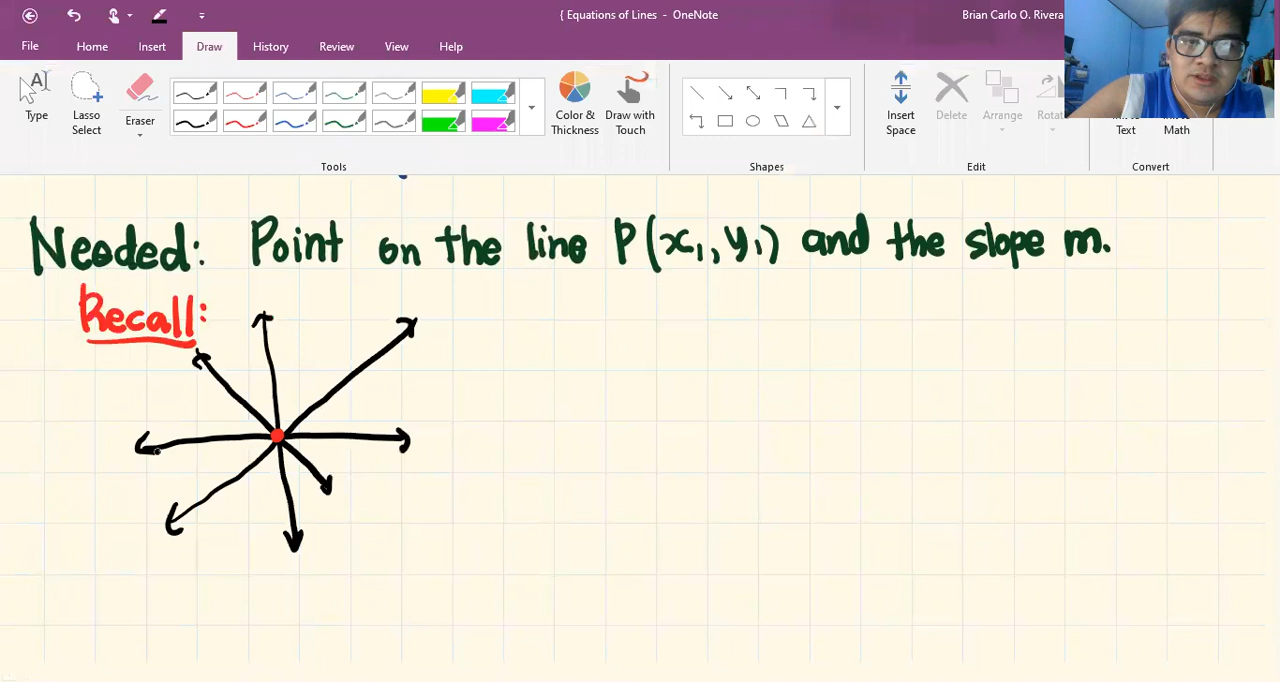 { Equations of Lines - OneNote
Brian Carlo O. Rivera
File Home Insert Draw History Review View Help
Type
Lasso Select
Eraser
Color & Thickness
Draw with Touch
Insert Space
Delete
Arrange
Text
Math
Tools Shapes Edit Convert
Needed: Point on the line P(x₁, y₁) and the slope m.
Recall: